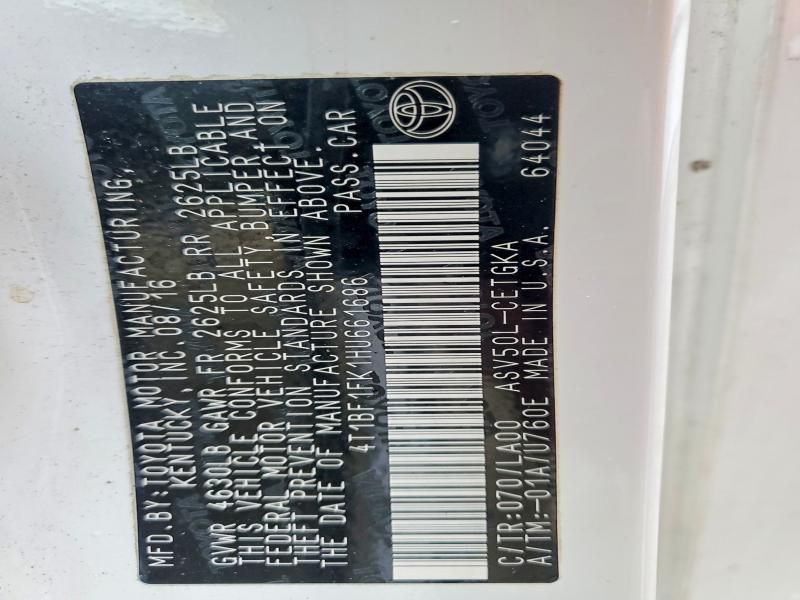 MFD.BY:TOYOTA MOTOR MANUFACTURING,
KENTUCKY, INC.08/16
GVWR 4630LB GAWR FR 2625LB RR 2625LB
THIS VEHICLE CONFORMS TO ALL APPLICABLE
FEDERAL MOTOR VEHICLE SAFETY BUMPER, AND
THEFT PREVENTION STANDARDS IN EFFECT ON
THE DATE OF MANUFACTURE SHOWN ABOVE.
4T1BF1FK1HU661686 PASS.CAR
C/TR:070/LA00 ASV50L-CETGKA
A/TM:-01A/U760E MADE IN U.S.A. 64044